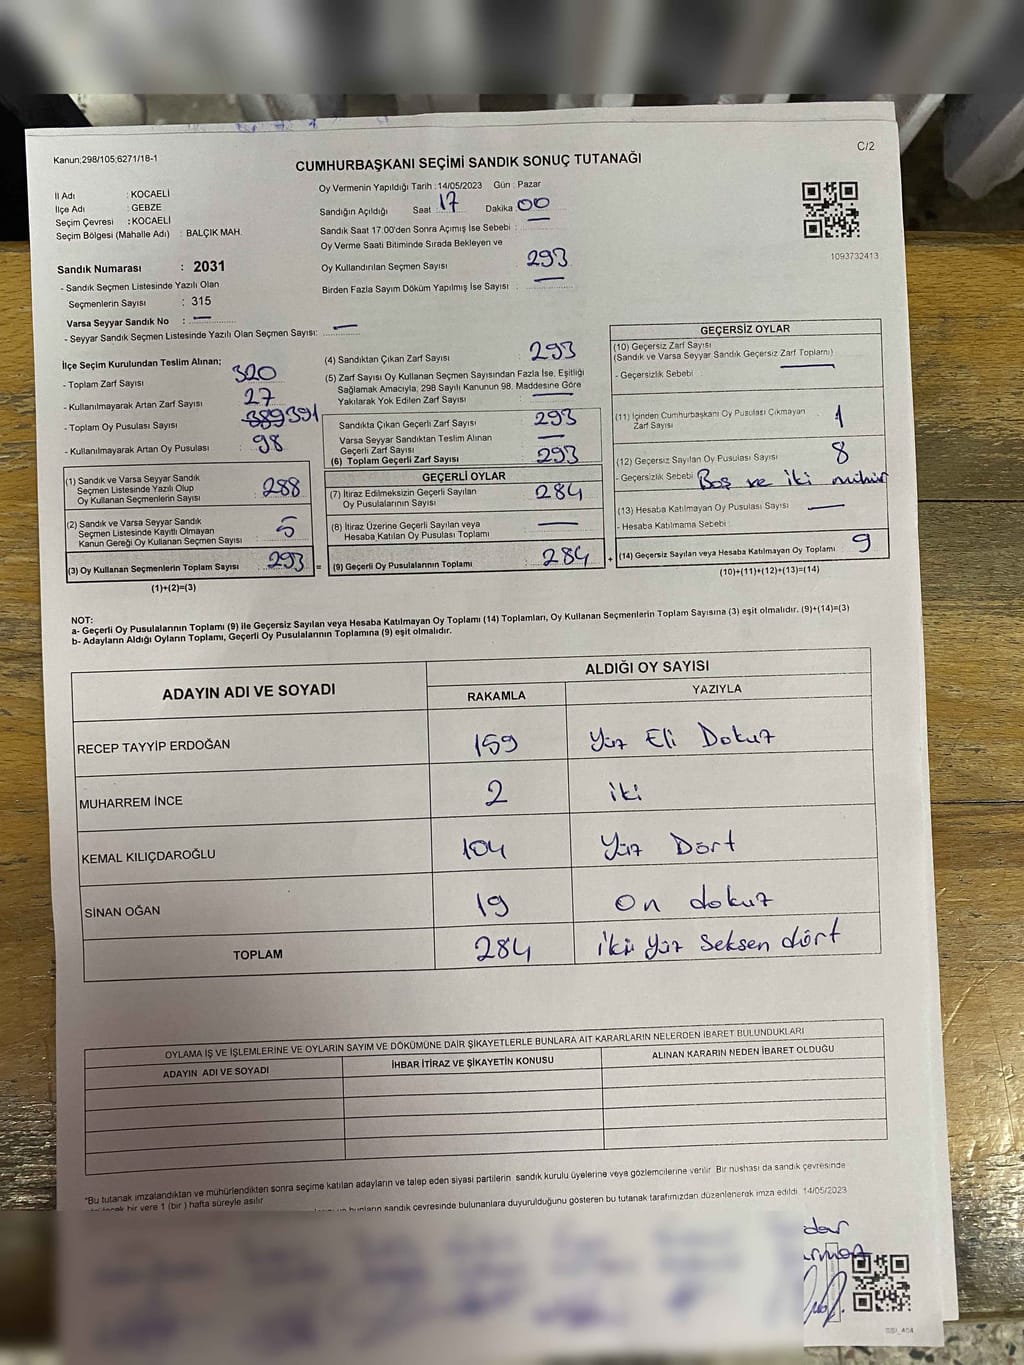 C/2
Kanun;298/105;6271/18-1
CUMHURBAŞKANI SEÇİMİ SANDIK SONUÇ TUTANAĞI
İl Adı : KOCAELİ
İlçe Adı : GEBZE
Seçim Çevresi : KOCAELİ
Seçim Bölgesi (Mahalle Adı) : BALÇIK MAH.
Sandık Numarası : 2031
- Sandık Seçmen Listesinde Yazılı Olan
Seçmenlerin Sayısı : 315
Varsa Seyyar Sandık No : —
- Seyyar Sandık Seçmen Listesinde Yazılı Olan Seçmen Sayısı: —
Oy Vermenin Yapıldığı Tarih : 14/05/2023 Gün : Pazar
Sandığın Açıldığı Saat 17 Dakika 00
Sandık Saat 17:00'den Sonra Açımış İse Sebebi : —
Oy Verme Saati Bitiminde Sırada Bekleyen ve
Oy Kullandırılan Seçmen Sayısı 293
Birden Fazla Sayım Döküm Yapılmış İse Sayısı : —
1093732413
İlçe Seçim Kurulundan Teslim Alınan;
- Toplam Zarf Sayısı 320
- Kullanılmayarak Artan Zarf Sayısı 27
- Toplam Oy Pusulası Sayısı 389 391
- Kullanılmayarak Artan Oy Pusulası 98
(1) Sandık ve Varsa Seyyar Sandık
Seçmen Listesinde Yazılı Olup
Oy Kullanan Seçmenlerin Sayısı : 288
(2) Sandık ve Varsa Seyyar Sandık
Seçmen Listesinde Kayıtlı Olmayan
Kanun Gereği Oy Kullanan Seçmen Sayısı : 5
(3) Oy Kullanan Seçmenlerin Toplam Sayısı : 293 =
(1)+(2)=(3)
(4) Sandıktan Çıkan Zarf Sayısı 293
(5) Zarf Sayısı Oy Kullanan Seçmen Sayısından Fazla İse, Eşitliği
Sağlamak Amacıyla, 298 Sayılı Kanunun 98. Maddesine Göre
Yakılarak Yok Edilen Zarf Sayısı —
Sandıkta Çıkan Geçerli Zarf Sayısı 293
Varsa Seyyar Sandıktan Teslim Alınan
Geçerli Zarf Sayısı —
(6) Toplam Geçerli Zarf Sayısı 293
GEÇERLİ OYLAR
(7) İtiraz Edilmeksizin Geçerli Sayılan
Oy Pusulalarının Sayısı 284
(8) İtiraz Üzerine Geçerli Sayılan veya
Hesaba Katılan Oy Pusulası Toplamı —
(9) Geçerli Oy Pusulalarının Toplamı 284 +
GEÇERSİZ OYLAR
(10) Geçersiz Zarf Sayısı
(Sandık ve Varsa Seyyar Sandık Geçersiz Zarf Toplamı)
- Geçersizlik Sebebi : —
(11) İçinden Cumhurbaşkanı Oy Pusulası Çıkmayan
Zarf Sayısı 1
(12) Geçersiz Sayılan Oy Pusulası Sayısı 8
- Geçersizlik Sebebi Boş ve iki mühür
(13) Hesaba Katılmayan Oy Pusulası Sayısı —
- Hesaba Katılmama Sebebi :
(14) Geçersiz Sayılan veya Hesaba Katılmayan Oy Toplamı 9
(10)+(11)+(12)+(13)=(14)
NOT:
a- Geçerli Oy Pusulalarının Toplamı (9) ile Geçersiz Sayılan veya Hesaba Katılmayan Oy Toplamı (14) Toplamları, Oy Kullanan Seçmenlerin Toplam Sayısına (3) eşit olmalıdır. (9)+(14)=(3)
b- Adayların Aldığı Oyların Toplamı, Geçerli Oy Pusulalarının Toplamına (9) eşit olmalıdır.
ADAYIN ADI VE SOYADI
ALDIĞI OY SAYISI
RAKAMLA YAZIYLA
RECEP TAYYİP ERDOĞAN 159 Yüz Eli Dokuz
MUHARREM İNCE 2 iki
KEMAL KILIÇDAROĞLU 104 Yüz Dört
SİNAN OĞAN 19 On dokuz
TOPLAM 284 iki yüz Seksen dört
OYLAMA İŞ VE İŞLEMLERİNE VE OYLARIN SAYIM VE DÖKÜMÜNE DAİR ŞİKAYETLERLE BUNLARA AİT KARARLARIN NELERDEN İBARET BULUNDUKLARI
ADAYIN ADI VE SOYADI İHBAR İTİRAZ VE ŞİKAYETİN KONUSU ALINAN KARARIN NEDEN İBARET OLDUĞU
*Bu tutanak imzalandıktan ve mühürlendikten sonra seçime katılan adayların ve talep eden siyasi partilerin sandık kurulu üyelerine veya gözlemcilerine verilir. Bir nüshası da sandık çevresinde
bir yere 1 (bir) hafta süreyle asılır.
bunların sandık çevresinde bulunanlara duyurulduğunu gösteren bu tutanak tarafımızdan düzenlenerek imza edildi. 14/05/2023